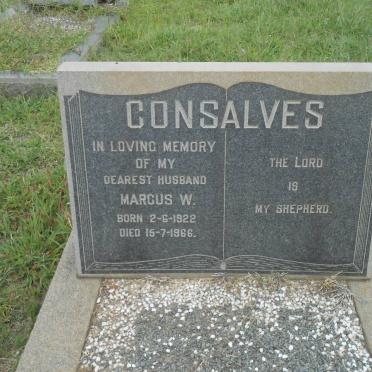 CONSALVES
IN LOVING MEMORY
OF MY
DEAREST HUSBAND
MARCUS W.
BORN 2-6-1922
DIED 15-7-1966.
THE LORD
IS
MY SHEPHERD.